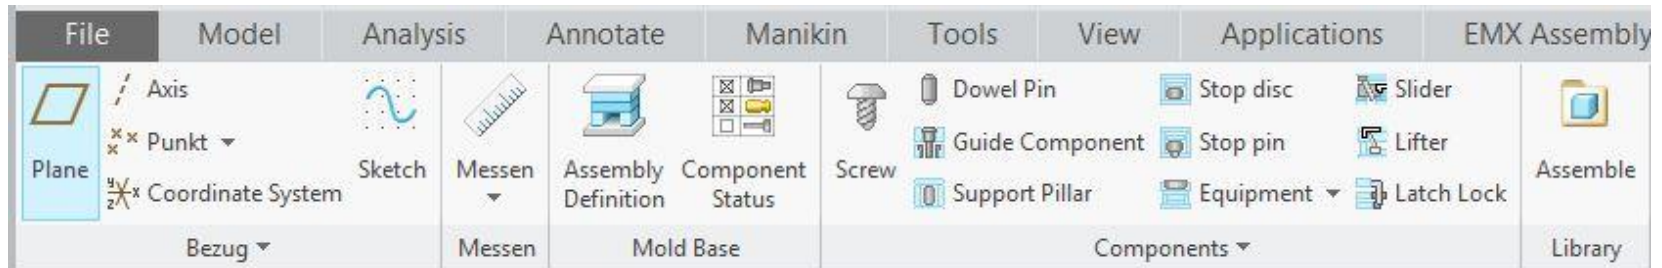 File Model Analysis Annotate Manikin Tools View Applications EMX Assembly
Plane
Axis
Punkt
Coordinate System
Sketch
Bezug
Messen
Messen
Assembly
Definition
Component
Status
Mold Base
Screw
Dowel Pin
Guide Component
Support Pillar
Stop disc
Stop pin
Equipment
Slider
Lifter
Latch Lock
Components
Assemble
Library